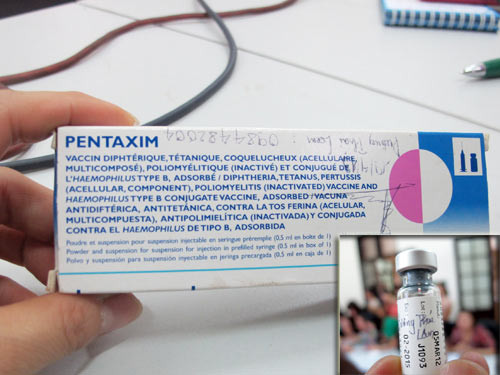 PENTAXIM
VACCIN DIPHTÉRIQUE, TÉTANIQUE, COQUELUCHEUX (ACELLULAIRE,
MULTICOMPOSÉ), POLIOMYÉLITIQUE (INACTIVÉ) ET CONJUGUÉ DE
L'HAEMOPHILUS TYPE B, ADSORBÉ / DIPHTHERIA, TETANUS, PERTUSSIS
(ACELLULAR, COMPONENT), POLIOMYELITIS (INACTIVATED) VACCINE AND
HAEMOPHILUS TYPE B CONJUGATE VACCINE, ADSORBED / VACUNA
ANTIDIFTÉRICA, ANTITETÁNICA, CONTRA LA TOS FERINA (ACELULAR,
MULTICOMPUESTA), ANTIPOLIMIELÍTICA (INACTIVADA) Y CONJUGADA
CONTRA EL HAEMOPHILUS DE TIPO B, ADSORBIDA
Poudre et suspension pour suspension injectable en seringue préremplie (0,5 ml en boîte de 1)
Powder and suspension for suspension for injection in prefilled syringe (0.5 ml in box of 1)
Polvo y suspensión para suspensión inyectable en jeringa precargada (0,5 ml en caja de 1)
02-2015
J1093